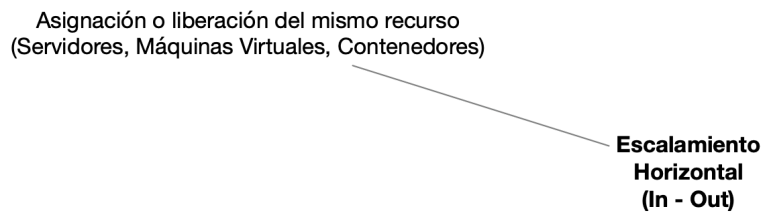 Asignación o liberación del mismo recurso
(Servidores, Máquinas Virtuales, Contenedores)
Escalamiento
Horizontal
(In - Out)